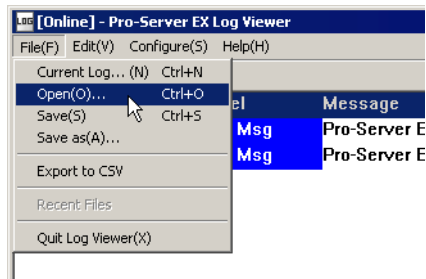 LOG [Online] - Pro-Server EX Log Viewer
File(F) Edit(V) Configure(S) Help(H)
Current Log... (N) Ctrl+N
Open(O)... Ctrl+O
el Message
Save(S) Ctrl+S
Msg Pro-Server E
Save as(A)...
Msg Pro-Server E
Export to CSV
Recent Files
Quit Log Viewer(X)